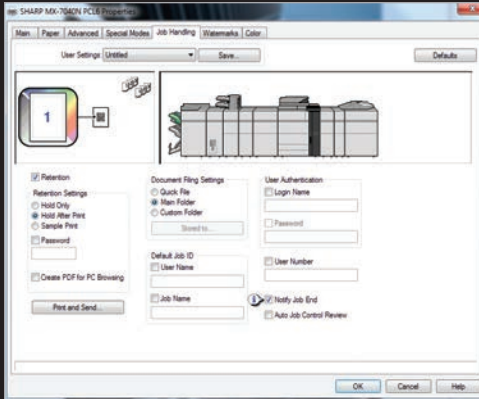 SHARP MX-7040N PCL6 Properties
Main Paper Advanced Special Modes Job Handling Watermarks Color
User Settings: Untitled Save... Defaults
1
Retention
Retention Settings
Hold Only
Hold After Print
Sample Print
Password
Create PDF for PC Browsing
Print and Send...
Document Filing Settings
Quick File
Main Folder
Custom Folder
Stored to...
Default Job ID
User Name
Job Name
User Authentication
Login Name
Password
User Number
Notify Job End
Auto Job Control Review
OK Cancel Help